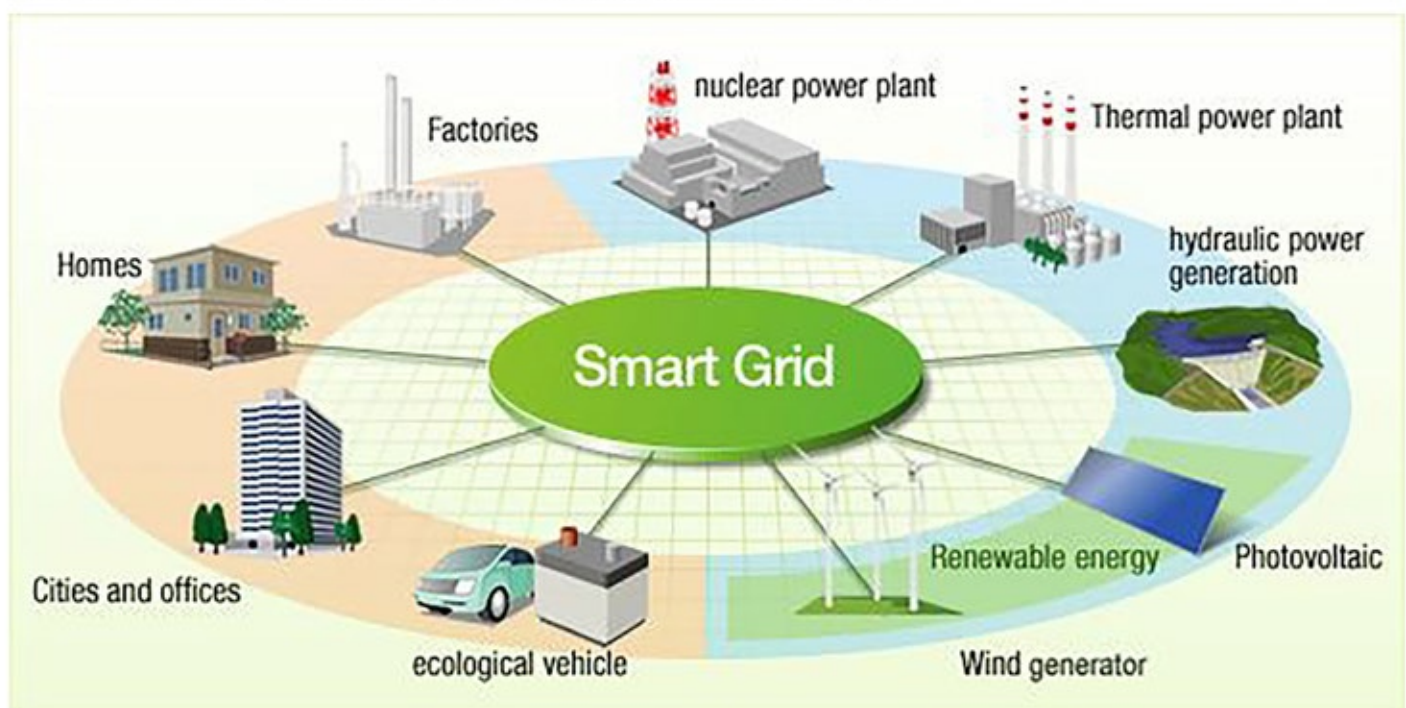 nuclear power plant
Factories
Thermal power plant
hydraulic power
generation
Homes
Smart Grid
Renewable energy
Photovoltaic
Cities and offices
ecological vehicle
Wind generator